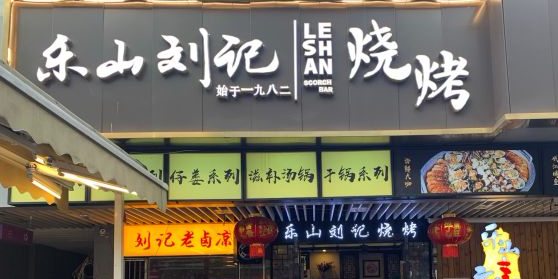 乐山刘记
始于一九八二
LE
SHAN
SCORCH
BAR
烧烤
仔姜系列
滋补汤锅
干锅系列
刘记老卤凉
乐山刘记烧烤